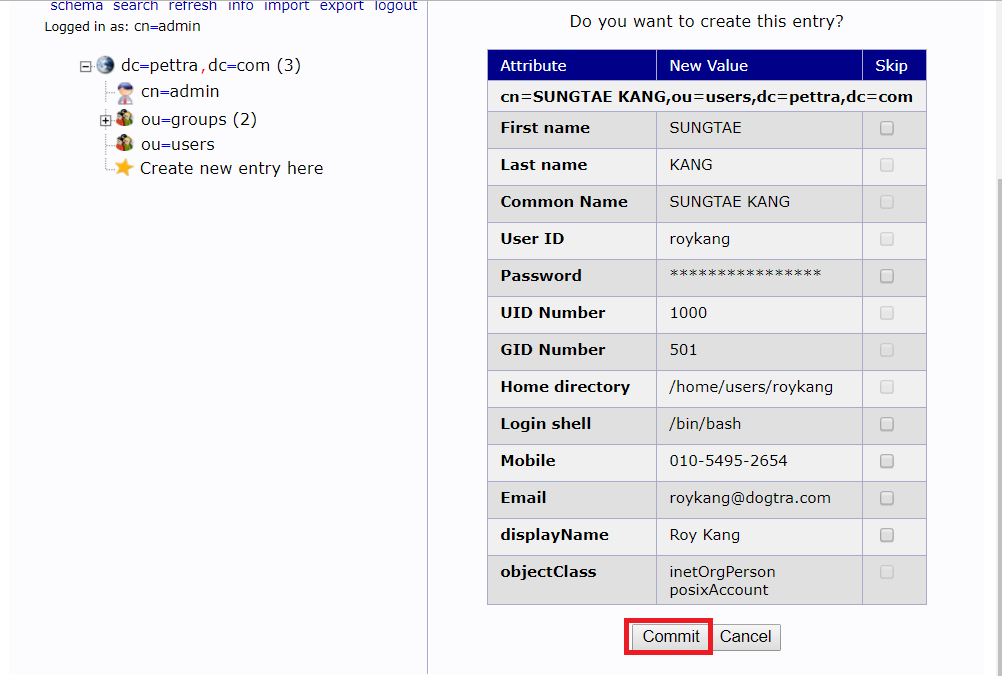 schema search refresh info import export logout
Logged in as: cn=admin
dc=pettra,dc=com (3)
cn=admin
ou=groups (2)
ou=users
Create new entry here
Do you want to create this entry?
Attribute New Value Skip
cn=SUNGTAE KANG,ou=users,dc=pettra,dc=com
First name SUNGTAE
Last name KANG
Common Name SUNGTAE KANG
User ID roykang
Password ****************
UID Number 1000
GID Number 501
Home directory /home/users/roykang
Login shell /bin/bash
Mobile 010-5495-2654
Email roykang@dogtra.com
displayName Roy Kang
objectClass inetOrgPerson
posixAccount
Commit Cancel